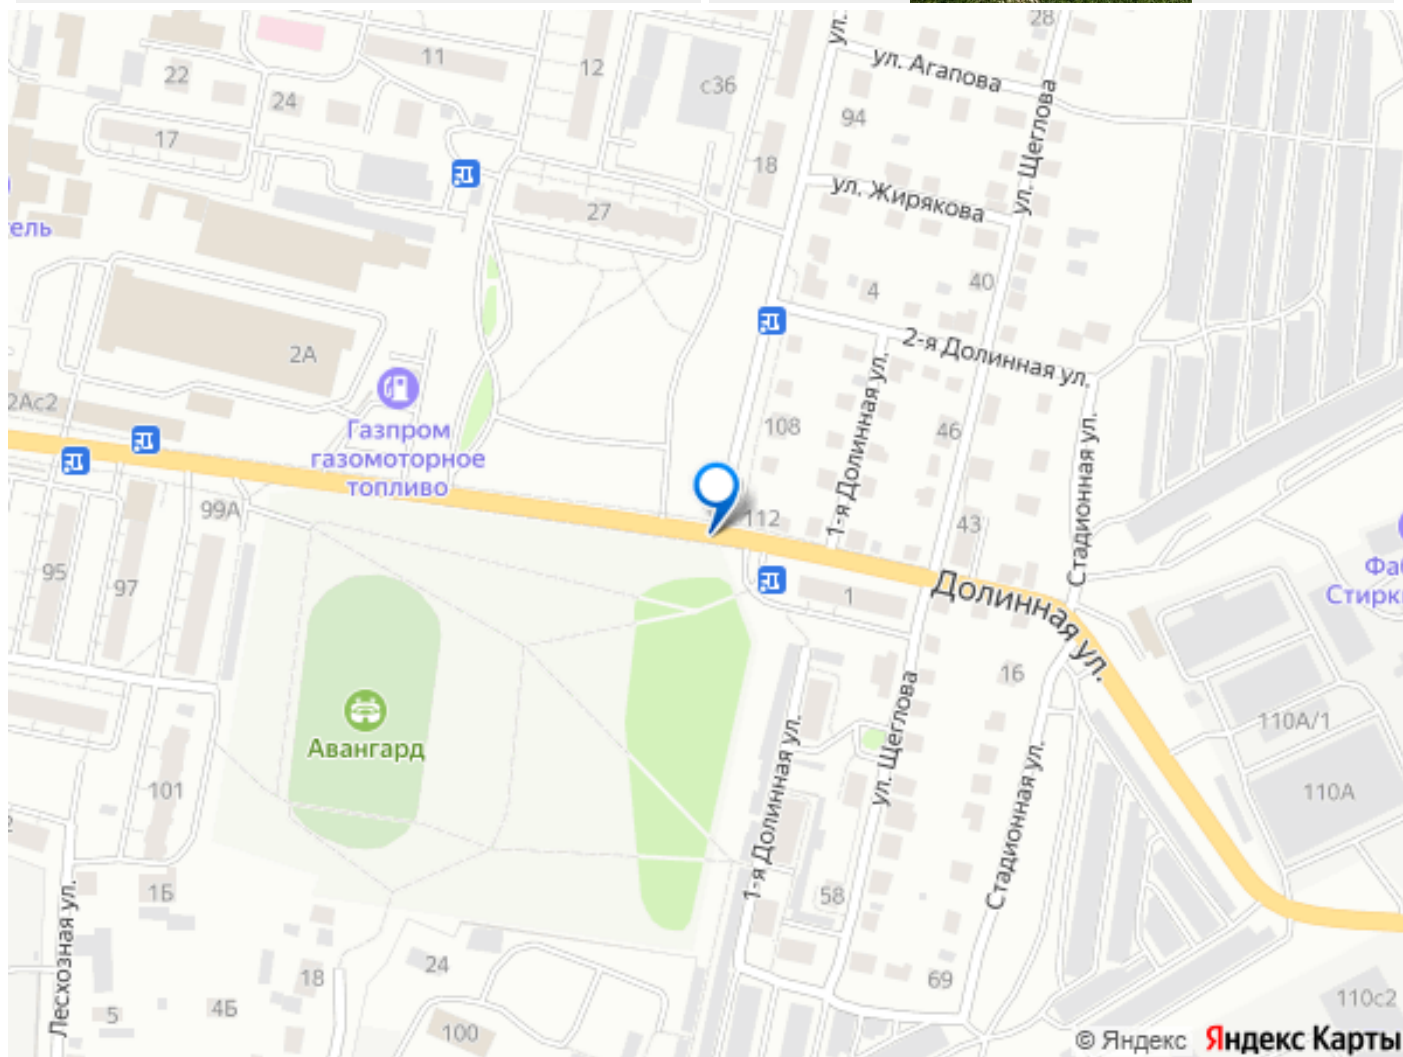 28
ул.
11
12
22
с36
ул. Агапова
24
ул. Щеглова
94
17
18
ул. Жирякова
27
40
4
2А
2-я Долинная ул.
2Ас2
1-я Долинная ул.
108
46
Стадионная ул.
Газпром
газомоторное
топливо
99А
112
43
95
97
1
Долинная ул.
16
110А/1
Авангард
ул. Щеглова
1-я Долинная ул.
101
110А
Стадионная ул.
1Б
58
Лесхозная ул.
24
18
69
4Б
5
100
110с2
© Яндекс Яндекс Карты